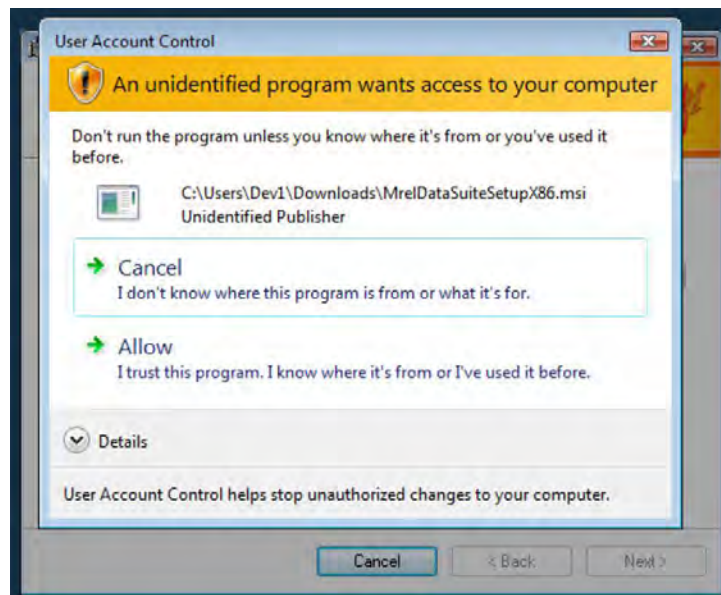 User Account Control
An unidentified program wants access to your computer
Don't run the program unless you know where it's from or you've used it
before.
C:\Users\Dev1\Downloads\MrelDataSuiteSetupX86.msi
Unidentified Publisher
Cancel
I don't know where this program is from or what it's for.
Allow
I trust this program. I know where it's from or I've used it before.
Details
User Account Control helps stop unauthorized changes to your computer.
Cancel
< Back
Next >